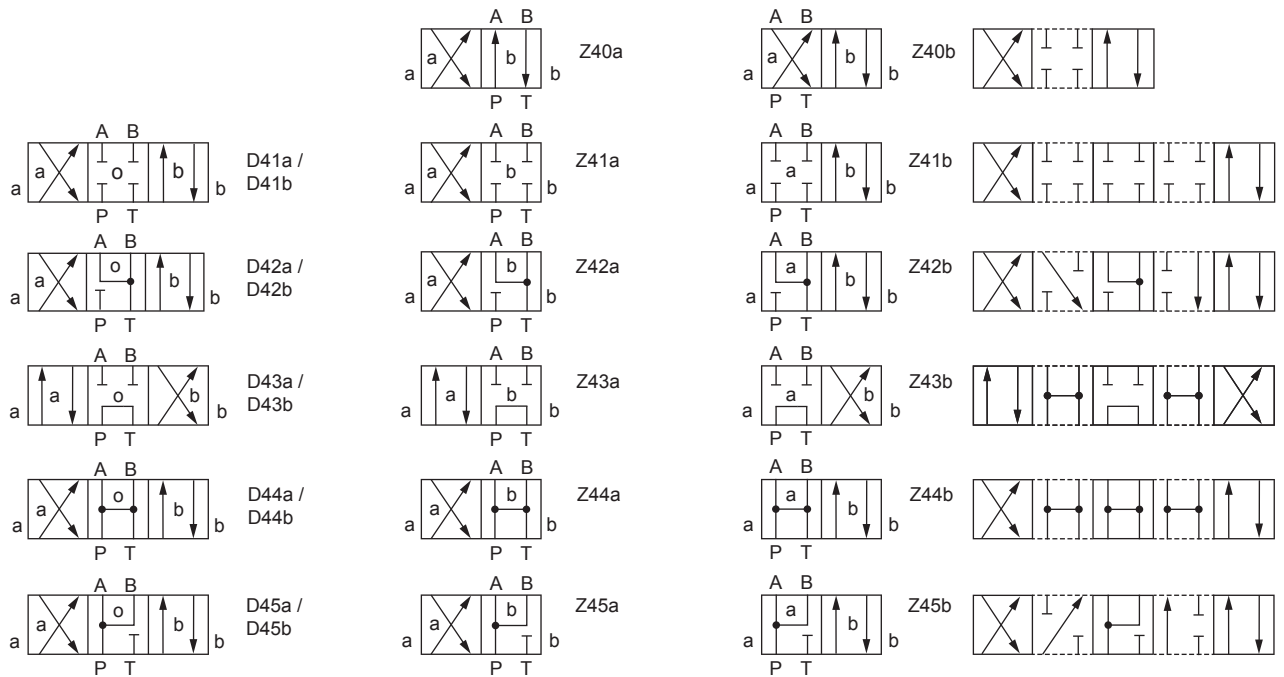 A B
a a b b
P T
Z40a
A B
a a b b
P T
Z40b
A B
a a o b b
P T
D41a /
D41b
A B
a a b b
P T
Z41a
A B
a a b b
P T
Z41b
A B
a a o b b
P T
D42a /
D42b
A B
a a b b
P T
Z42a
A B
a a b b
P T
Z42b
A B
a a o b b
P T
D43a /
D43b
A B
a a b b
P T
Z43a
A B
a a b b
P T
Z43b
A B
a a o b b
P T
D44a /
D44b
A B
a a b b
P T
Z44a
A B
a a b b
P T
Z44b
A B
a a o b b
P T
D45a /
D45b
A B
a a b b
P T
Z45a
A B
a a b b
P T
Z45b